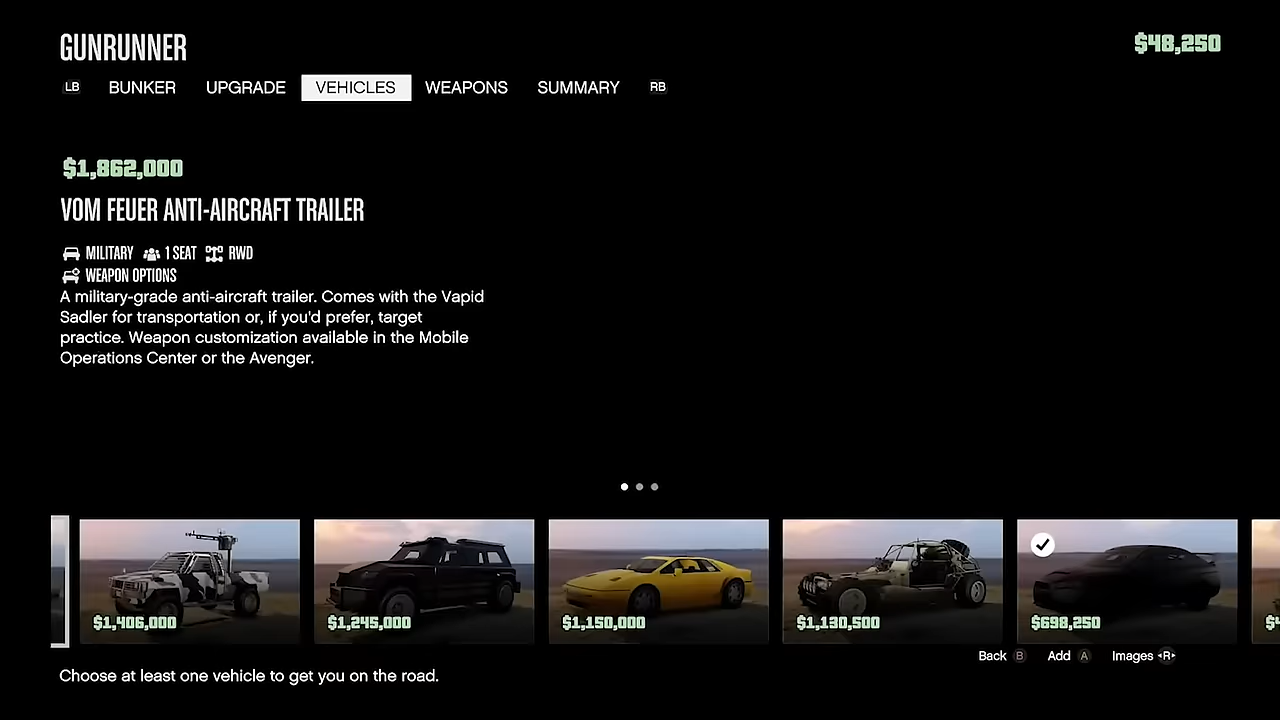 GUNRUNNER
$48,250
LB BUNKER UPGRADE VEHICLES WEAPONS SUMMARY RB
$1,862,000
VOM FEUER ANTI-AIRCRAFT TRAILER
MILITARY 1 SEAT RWD
WEAPON OPTIONS
A military-grade anti-aircraft trailer. Comes with the Vapid
Sadler for transportation or, if you'd prefer, target
practice. Weapon customization available in the Mobile
Operations Center or the Avenger.
$1,406,000 $1,245,000 $1,150,000 $1,130,500 $698,250
Back B Add A Images R
Choose at least one vehicle to get you on the road.